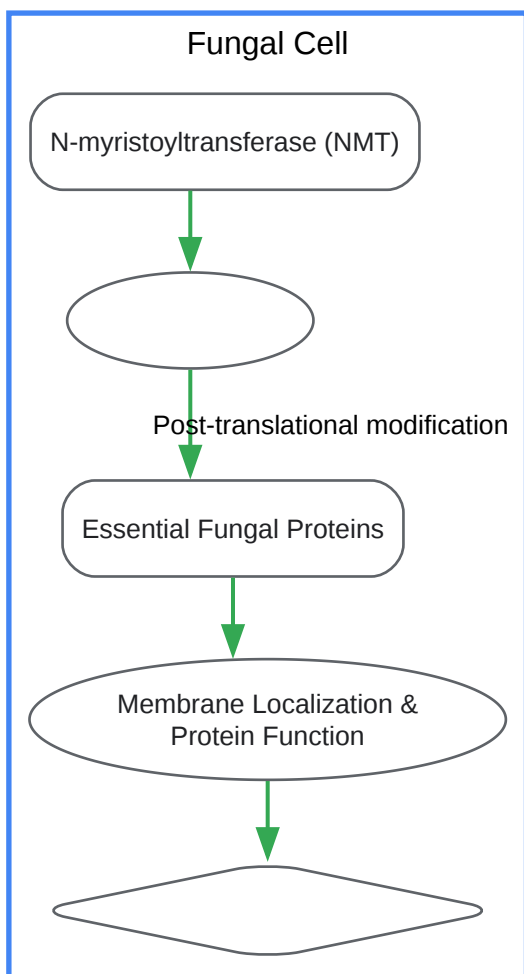 Fungal Cell
N-myristoyltransferase (NMT)
Post-translational modification
Essential Fungal Proteins
Membrane Localization &
Protein Function